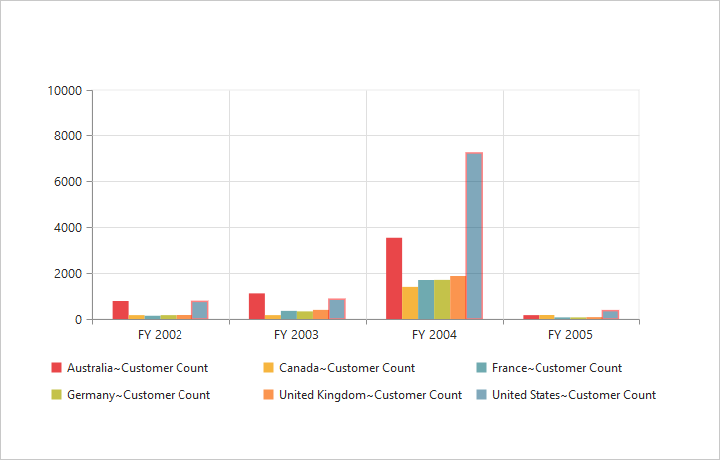 10000
8000
6000
4000
2000
0
FY 2002 FY 2003 FY 2004 FY 2005
Australia~Customer Count Canada~Customer Count France~Customer Count
Germany~Customer Count United Kingdom~Customer Count United States~Customer Count